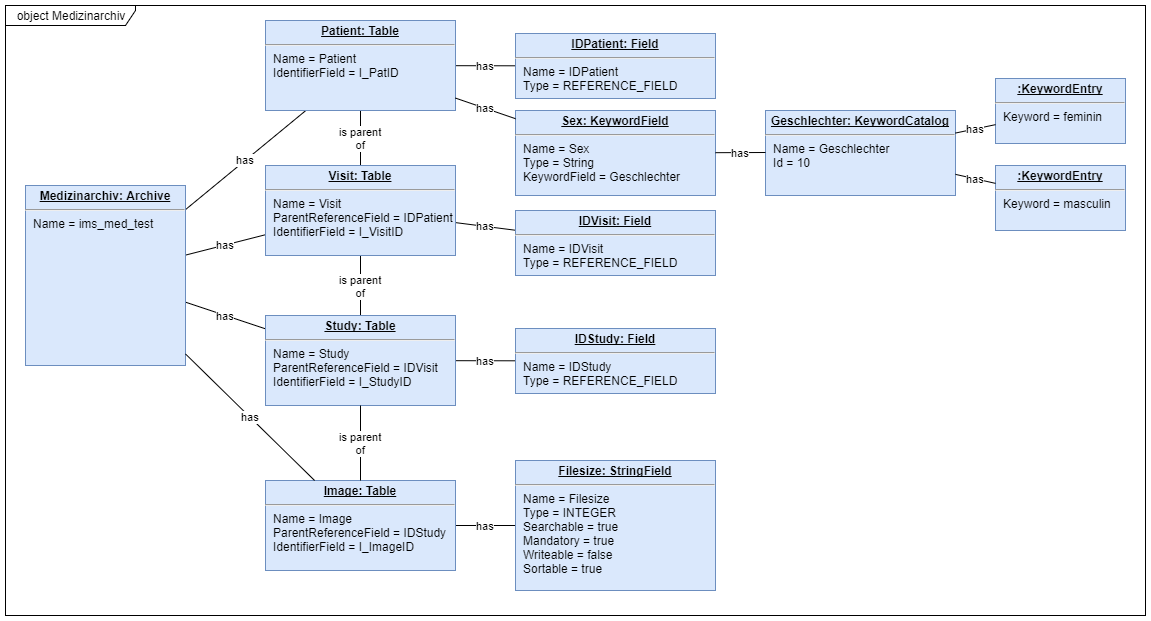 object Medizinarchiv
Patient: Table
Name = Patient
IdentifierField = I_PatID
has
IDPatient: Field
Name = IDPatient
Type = REFERENCE_FIELD
has
Sex: KeywordField
Name = Sex
Type = String
KeywordField = Geschlechter
has
Geschlechter: KeywordCatalog
Name = Geschlechter
Id = 10
has
:KeywordEntry
Keyword = feminin
has
:KeywordEntry
Keyword = masculin
is parent
of
has
Medizinarchiv: Archive
Name = ims_med_test
has
Visit: Table
Name = Visit
ParentReferenceField = IDPatient
IdentifierField = I_VisitID
has
IDVisit: Field
Name = IDVisit
Type = REFERENCE_FIELD
is parent
of
has
Study: Table
Name = Study
ParentReferenceField = IDVisit
IdentifierField = I_StudyID
has
IDStudy: Field
Name = IDStudy
Type = REFERENCE_FIELD
has
is parent
of
Image: Table
Name = Image
ParentReferenceField = IDStudy
IdentifierField = I_ImageID
has
Filesize: StringField
Name = Filesize
Type = INTEGER
Searchable = true
Mandatory = true
Writeable = false
Sortable = true